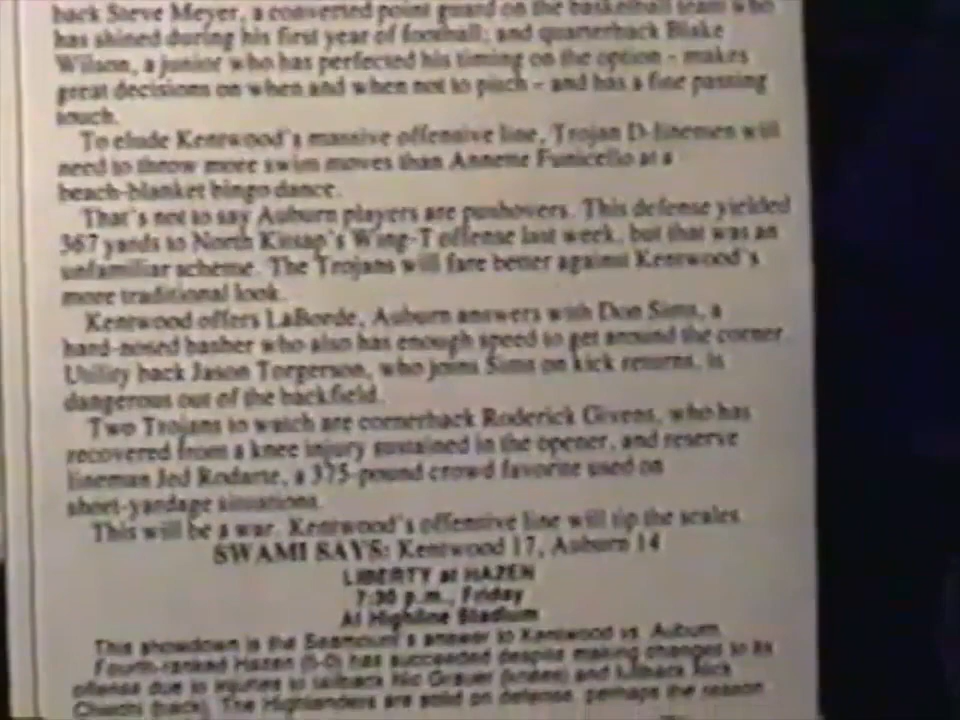 back Steve Meyer, a converted point guard on the basketball team who
has shined during his first year of football; and quarterback Blake
Wilson, a junior who has perfected his timing on the option – makes
great decisions on when and when not to pitch – and has a fine passing
touch.
To elude Kentwood's massive offensive line, Trojan D-linemen will
need to throw more swim moves than Annette Funicello at a
beach-blanket bingo dance.
That's not to say Auburn players are pushovers. This defense yielded
367 yards to North Kitsap's Wing-T offense last week, but that was an
unfamiliar scheme. The Trojans will fare better against Kentwood's
more traditional look.
Kentwood offers LaBorde, Auburn answers with Don Sims, a
hard-nosed basher who also has enough speed to get around the corner.
Utility back Jason Torgerson, who joins Sims on kick returns, is
dangerous out of the backfield.
Two Trojans to watch are cornerback Roderick Givens, who has
recovered from a knee injury sustained in the opener, and reserve
lineman Jed Rodarte, a 375-pound crowd favorite used on
short-yardage situations.
This will be a war. Kentwood's offensive line will tip the scales.
SWAMI SAYS: Kentwood 17, Auburn 14
LIBERTY at HAZEN
7:30 p.m., Friday
At Highline Stadium
This showdown is the Seamount's answer to Kentwood vs. Auburn.
Fourth-ranked Hazen (5-0) has succeeded despite making changes to its
offense due to injuries to tailback Nic Grauer (knees) and fullback Nick
(back). The Highlanders are solid on defense, perhaps the season